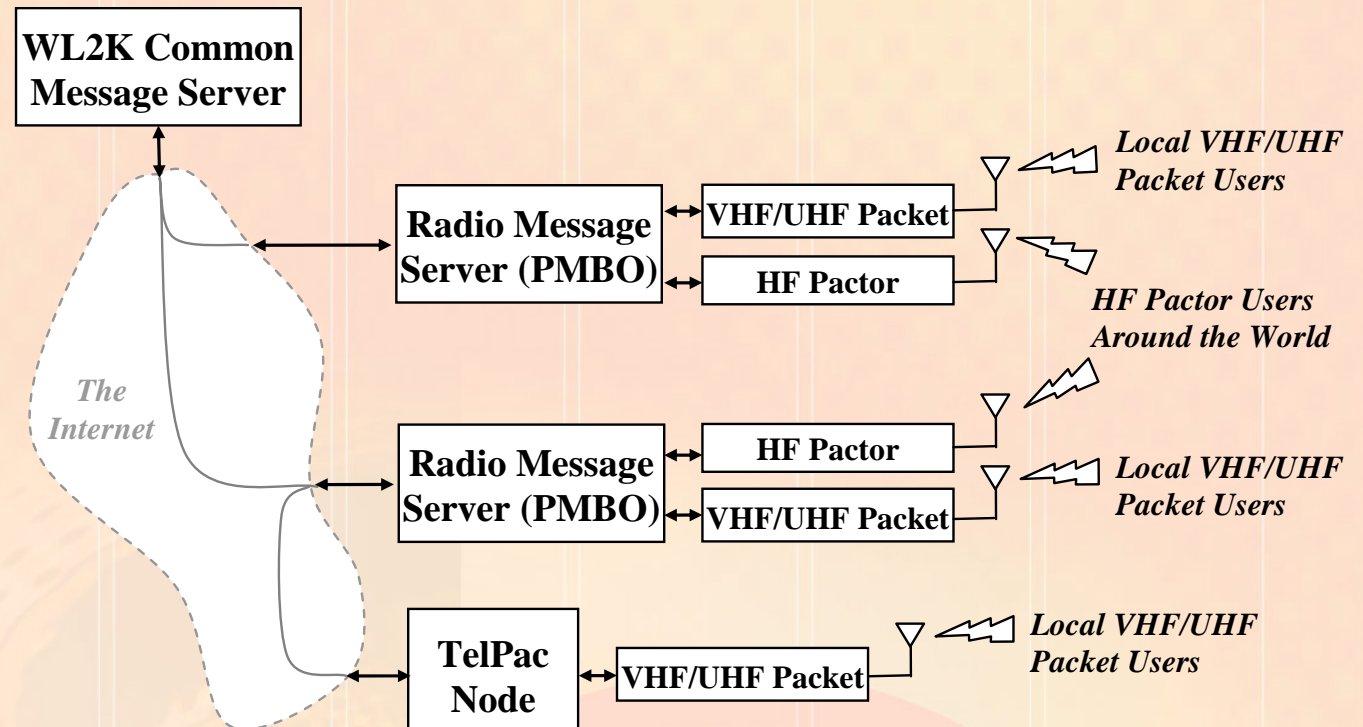 WL2K Common
Message Server
Local VHF/UHF
Packet Users
Radio Message
Server (PMBO)
VHF/UHF Packet
HF Pactor
HF Pactor Users
Around the World
The
Internet
Radio Message
Server (PMBO)
HF Pactor
VHF/UHF Packet
Local VHF/UHF
Packet Users
TelPac
Node
VHF/UHF Packet
Local VHF/UHF
Packet Users